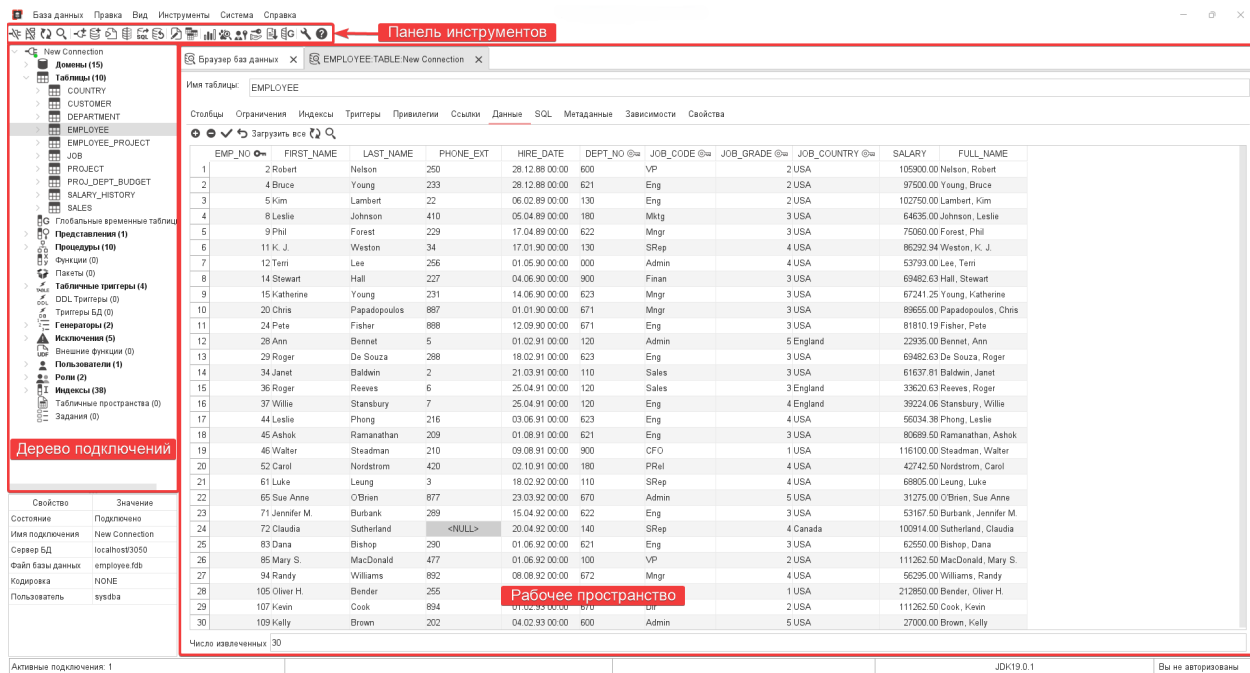 База данных Правка Вид Инструменты Система Справка
Панель инструментов
New Connection
Домены (15)
Таблицы (10)
COUNTRY
CUSTOMER
DEPARTMENT
EMPLOYEE
EMPLOYEE_PROJECT
JOB
PROJECT
PROJ_DEPT_BUDGET
SALARY_HISTORY
SALES
Глобальные временные таблиц
Представления (1)
Процедуры (10)
Функции (0)
Пакеты (0)
Табличные триггеры (4)
DDL Триггеры (0)
Триггеры БД (0)
Генераторы (2)
Исключения (5)
Внешние функции (0)
Пользователи (1)
Роли (2)
Индексы (38)
Табличные пространства (0)
Задания (0)
Дерево подключений
Свойство Значение
Состояние Подключено
Имя подключения New Connection
Сервер БД localhost/3050
Файл базы данных employee.fdb
Кодировка NONE
Пользователь sysdba
Браузер баз данных EMPLOYEE:TABLE:New Connection
Имя таблицы: EMPLOYEE
Столбцы Ограничения Индексы Триггеры Привилегии Ссылки Данные SQL Метаданные Зависимости Свойства
Загрузить все
EMP_NO FIRST_NAME LAST_NAME PHONE_EXT HIRE_DATE DEPT_NO JOB_CODE JOB_GRADE JOB_COUNTRY SALARY FULL_NAME
1 2 Robert Nelson 250 28.12.88 00:00 600 VP 2 USA 105900.00 Nelson, Robert
2 4 Bruce Young 233 28.12.88 00:00 621 Eng 2 USA 97500.00 Young, Bruce
3 5 Kim Lambert 22 06.02.89 00:00 130 Eng 2 USA 102750.00 Lambert, Kim
4 8 Leslie Johnson 410 05.04.89 00:00 180 Mktg 3 USA 64635.00 Johnson, Leslie
5 9 Phil Forest 229 17.04.89 00:00 622 Mngr 3 USA 75060.00 Forest, Phil
6 11 K. J. Weston 34 17.01.90 00:00 130 SRep 4 USA 86292.94 Weston, K. J.
7 12 Terri Lee 256 01.05.90 00:00 000 Admin 4 USA 53793.00 Lee, Terri
8 14 Stewart Hall 227 04.06.90 00:00 900 Finan 3 USA 69482.63 Hall, Stewart
9 15 Katherine Young 231 14.06.90 00:00 623 Mngr 3 USA 67241.25 Young, Katherine
10 20 Chris Papadopoulos 887 01.01.90 00:00 671 Mngr 3 USA 89655.00 Papadopoulos, Chris
11 24 Pete Fisher 888 12.09.90 00:00 671 Eng 3 USA 81810.19 Fisher, Pete
12 28 Ann Bennet 5 01.02.91 00:00 120 Admin 5 England 22935.00 Bennet, Ann
13 29 Roger De Souza 288 18.02.91 00:00 623 Eng 3 USA 69482.63 De Souza, Roger
14 34 Janet Baldwin 2 21.03.91 00:00 110 Sales 3 USA 61637.81 Baldwin, Janet
15 36 Roger Reeves 6 25.04.91 00:00 120 Sales 3 England 33620.63 Reeves, Roger
16 37 Willie Stansbury 7 25.04.91 00:00 120 Eng 4 England 39224.06 Stansbury, Willie
17 44 Leslie Phong 216 03.06.91 00:00 623 Eng 4 USA 56034.38 Phong, Leslie
18 45 Ashok Ramanathan 209 01.08.91 00:00 621 Eng 3 USA 80689.50 Ramanathan, Ashok
19 46 Walter Steadman 210 09.08.91 00:00 900 CFO 1 USA 116100.00 Steadman, Walter
20 52 Carol Nordstrom 420 02.10.91 00:00 180 PRel 4 USA 42742.50 Nordstrom, Carol
21 61 Luke Leung 3 18.02.92 00:00 110 SRep 4 USA 68805.00 Leung, Luke
22 65 Sue Anne O'Brien 877 23.03.92 00:00 670 Admin 5 USA 31275.00 O'Brien, Sue Anne
23 71 Jennifer M. Burbank 289 15.04.92 00:00 622 Eng 3 USA 53167.50 Burbank, Jennifer M.
24 72 Claudia Sutherland <NULL> 20.04.92 00:00 140 SRep 4 Canada 100914.00 Sutherland, Claudia
25 83 Dana Bishop 290 01.06.92 00:00 621 Eng 3 USA 62550.00 Bishop, Dana
26 85 Mary S. MacDonald 477 01.06.92 00:00 100 VP 2 USA 111262.50 MacDonald, Mary S.
27 94 Randy Williams 892 08.08.92 00:00 672 Mngr 4 USA 56295.00 Williams, Randy
28 105 Oliver H. Bender 255 1 USA 212850.00 Bender, Oliver H.
Рабочее пространство
29 107 Kevin Cook 894 01.02.93 00:00 670 Dir 2 USA 111262.50 Cook, Kevin
30 109 Kelly Brown 202 04.02.93 00:00 600 Admin 5 USA 27000.00 Brown, Kelly
Число извлеченных 30
Активные подключения: 1 JDK19.0.1 Вы не авторизованы